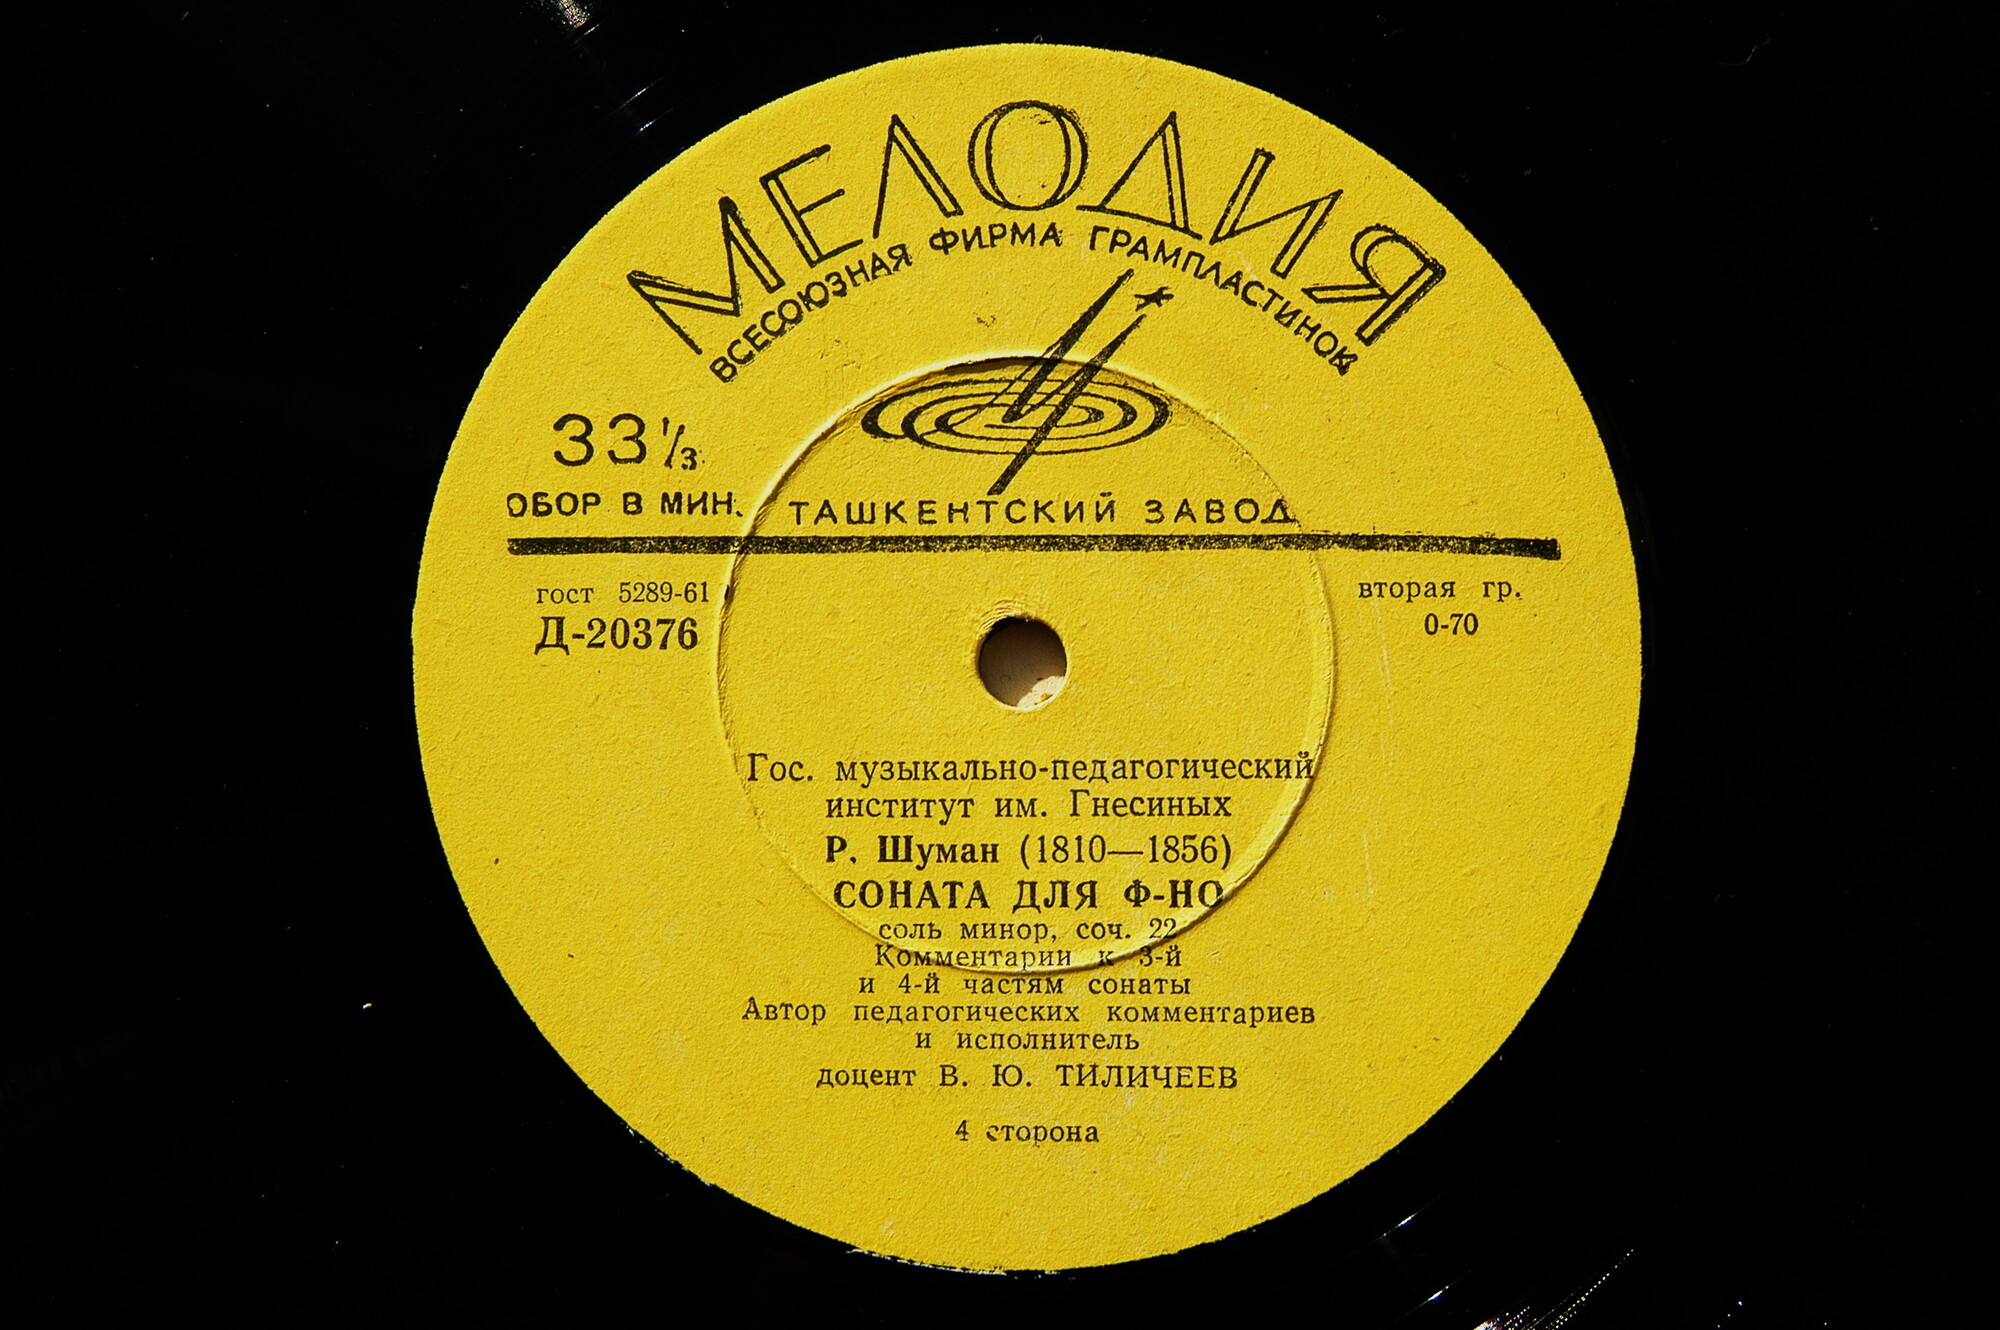 МЕЛОДИЯ
ВСЕСОЮЗНАЯ ФИРМА ГРАМПЛАСТИНОК
33 1/3
ОБОР В МИН.
ТАШКЕНТСКИЙ ЗАВОД
гост 5289-61
Д-20376
вторая гр.
0-70
Гос. музыкально-педагогический
институт им. Гнесиных
Р. Шуман (1810—1856)
СОНАТА ДЛЯ Ф-НО
соль минор, соч. 22
Комментарии к 3-й
и 4-й частям сонаты
Автор педагогических комментариев
и исполнитель
доцент В. Ю. ТИЛИЧЕЕВ
4 сторона